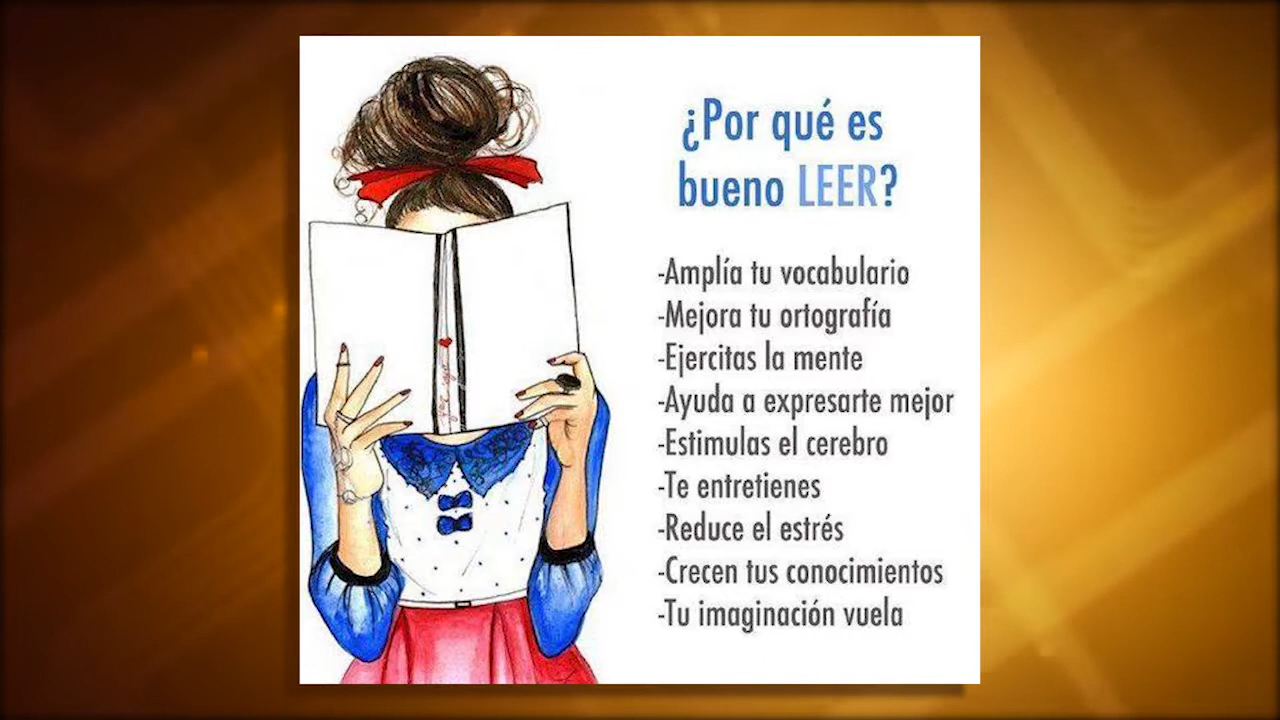 ¿Por qué es
bueno LEER?
-Amplía tu vocabulario
-Mejora tu ortografía
-Ejercitas la mente
-Ayuda a expresarte mejor
-Estimulas el cerebro
-Te entretienes
-Reduce el estrés
-Crecen tus conocimientos
-Tu imaginación vuela